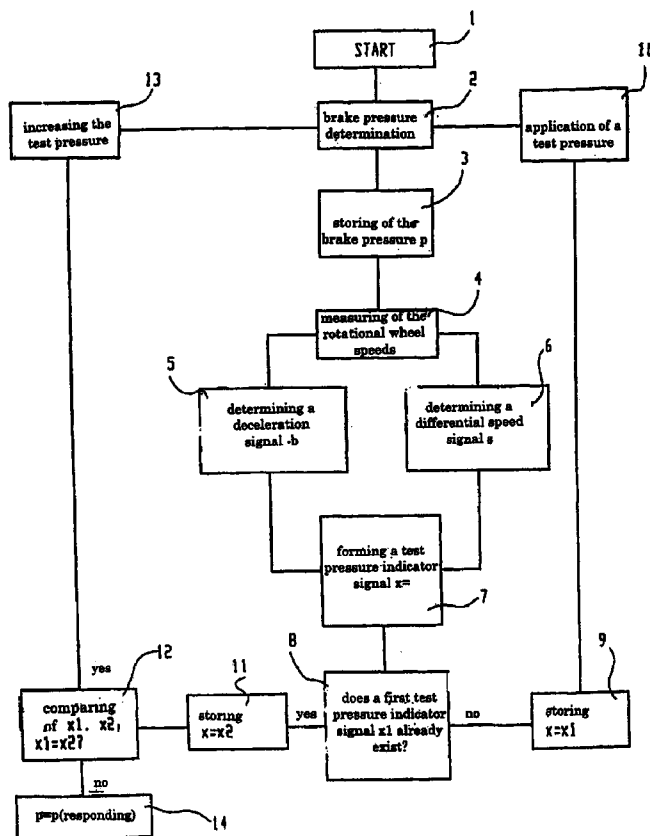 1
START
18
13
2
increasing the
test pressure
brake pressure
determination
application of a
test pressure
3
storing of the
brake pressure p
4
measuring of the
rotational wheel
speeds
5
6
determining a
deceleration
signal -b
determining a
differential speed
signal s
forming a test
pressure indicator
signal x=
7
yes
12
11
8
9
comparing
of x1. x2,
x1=x2?
storing
x=x2
yes
does a first test
pressure indicator
signal x1 already
exist?
no
storing
x=x1
no
p=p(responding)
14